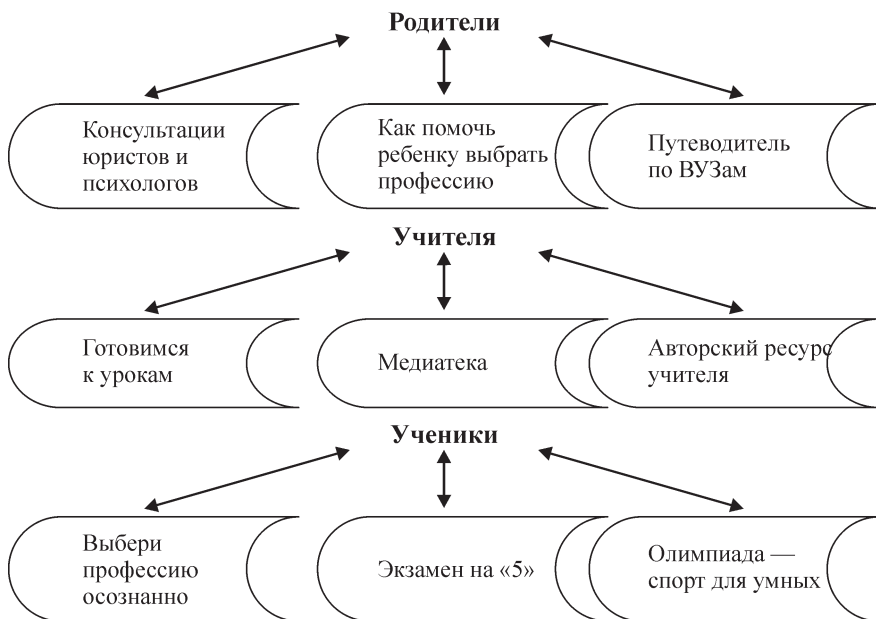 Родители
Консультации
юристов и
психологов
Как помочь
ребенку выбрать
профессию
Путеводитель
по ВУЗам
Учителя
Готовимся
к урокам
Медиатека
Авторский ресурс
учителя
Ученики
Выбери
профессию
осознанно
Экзамен на «5»
Олимпиада —
спорт для умных